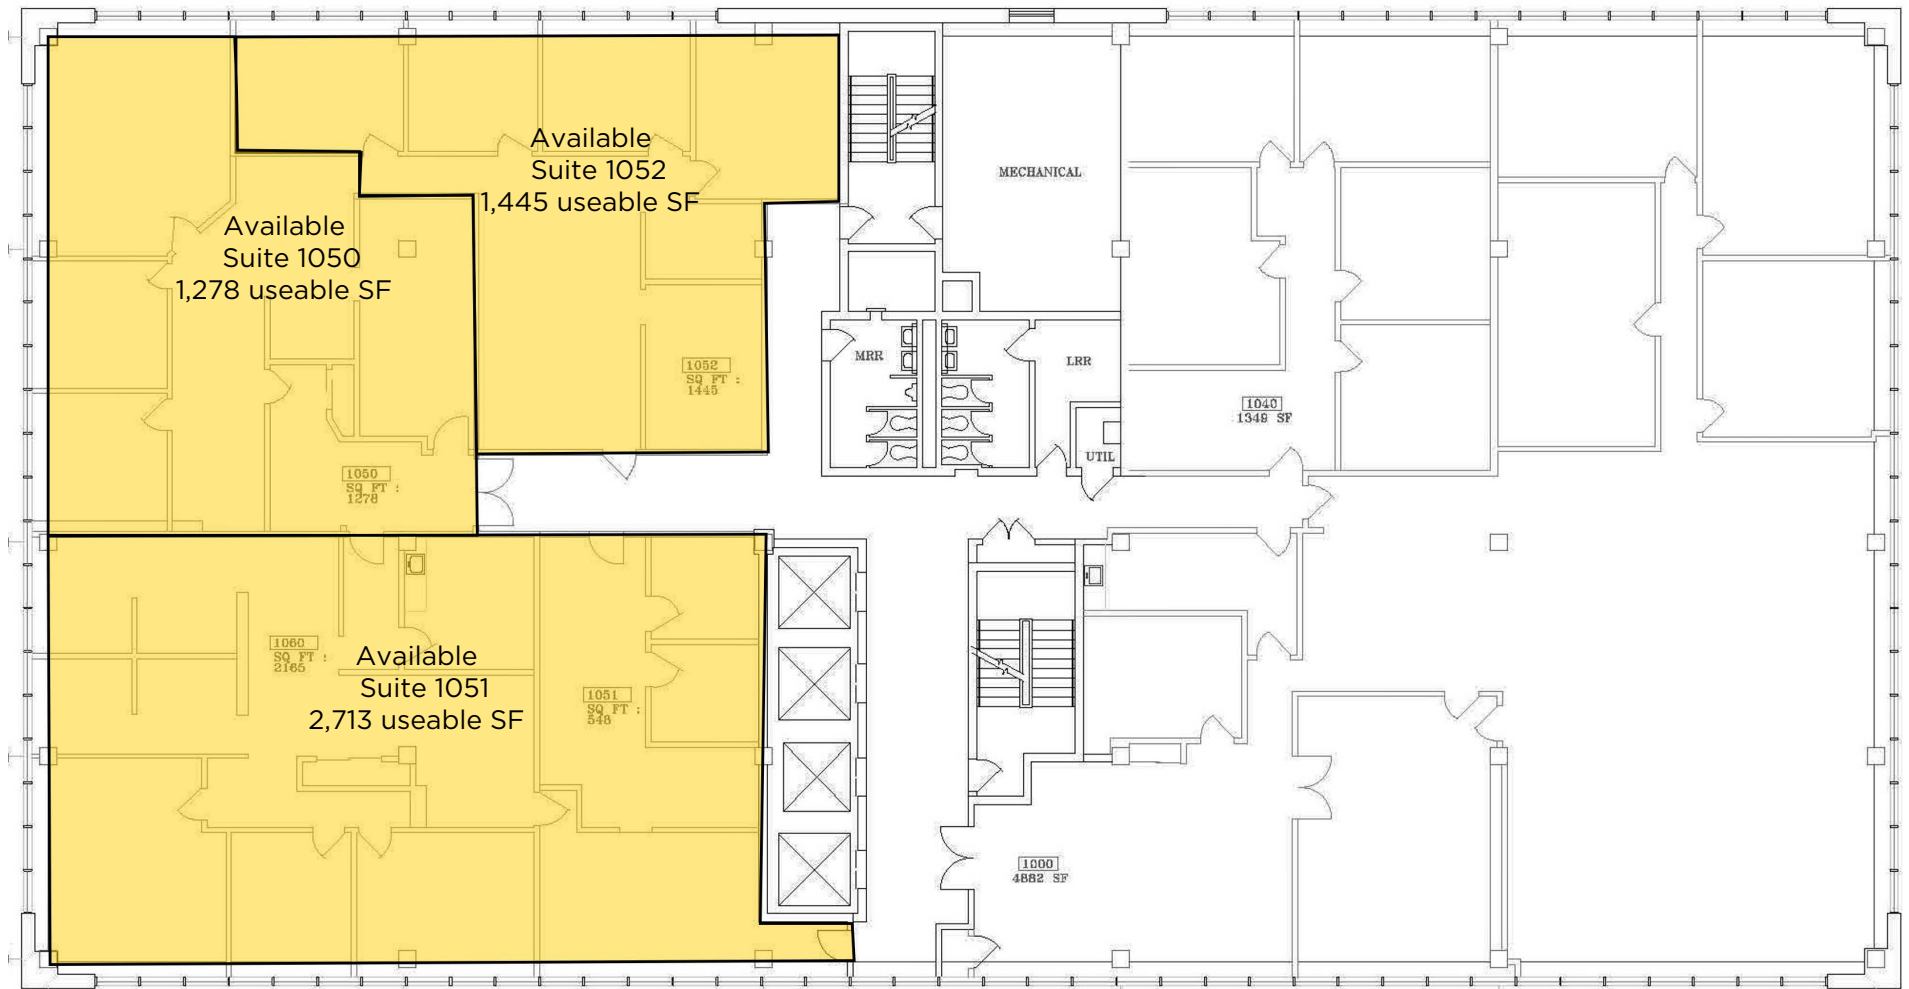 Available
Suite 1052
1,445 useable SF
MECHANICAL
Available
Suite 1050
1,278 useable SF
MRR
LRR
1052
SQ FT :
1445
1040
1349 SF
UTIL
1050
SQ FT :
1278
1060
SQ FT :
2165
Available
Suite 1051
2,713 useable SF
1051
SQ FT :
548
1000
4882 SF